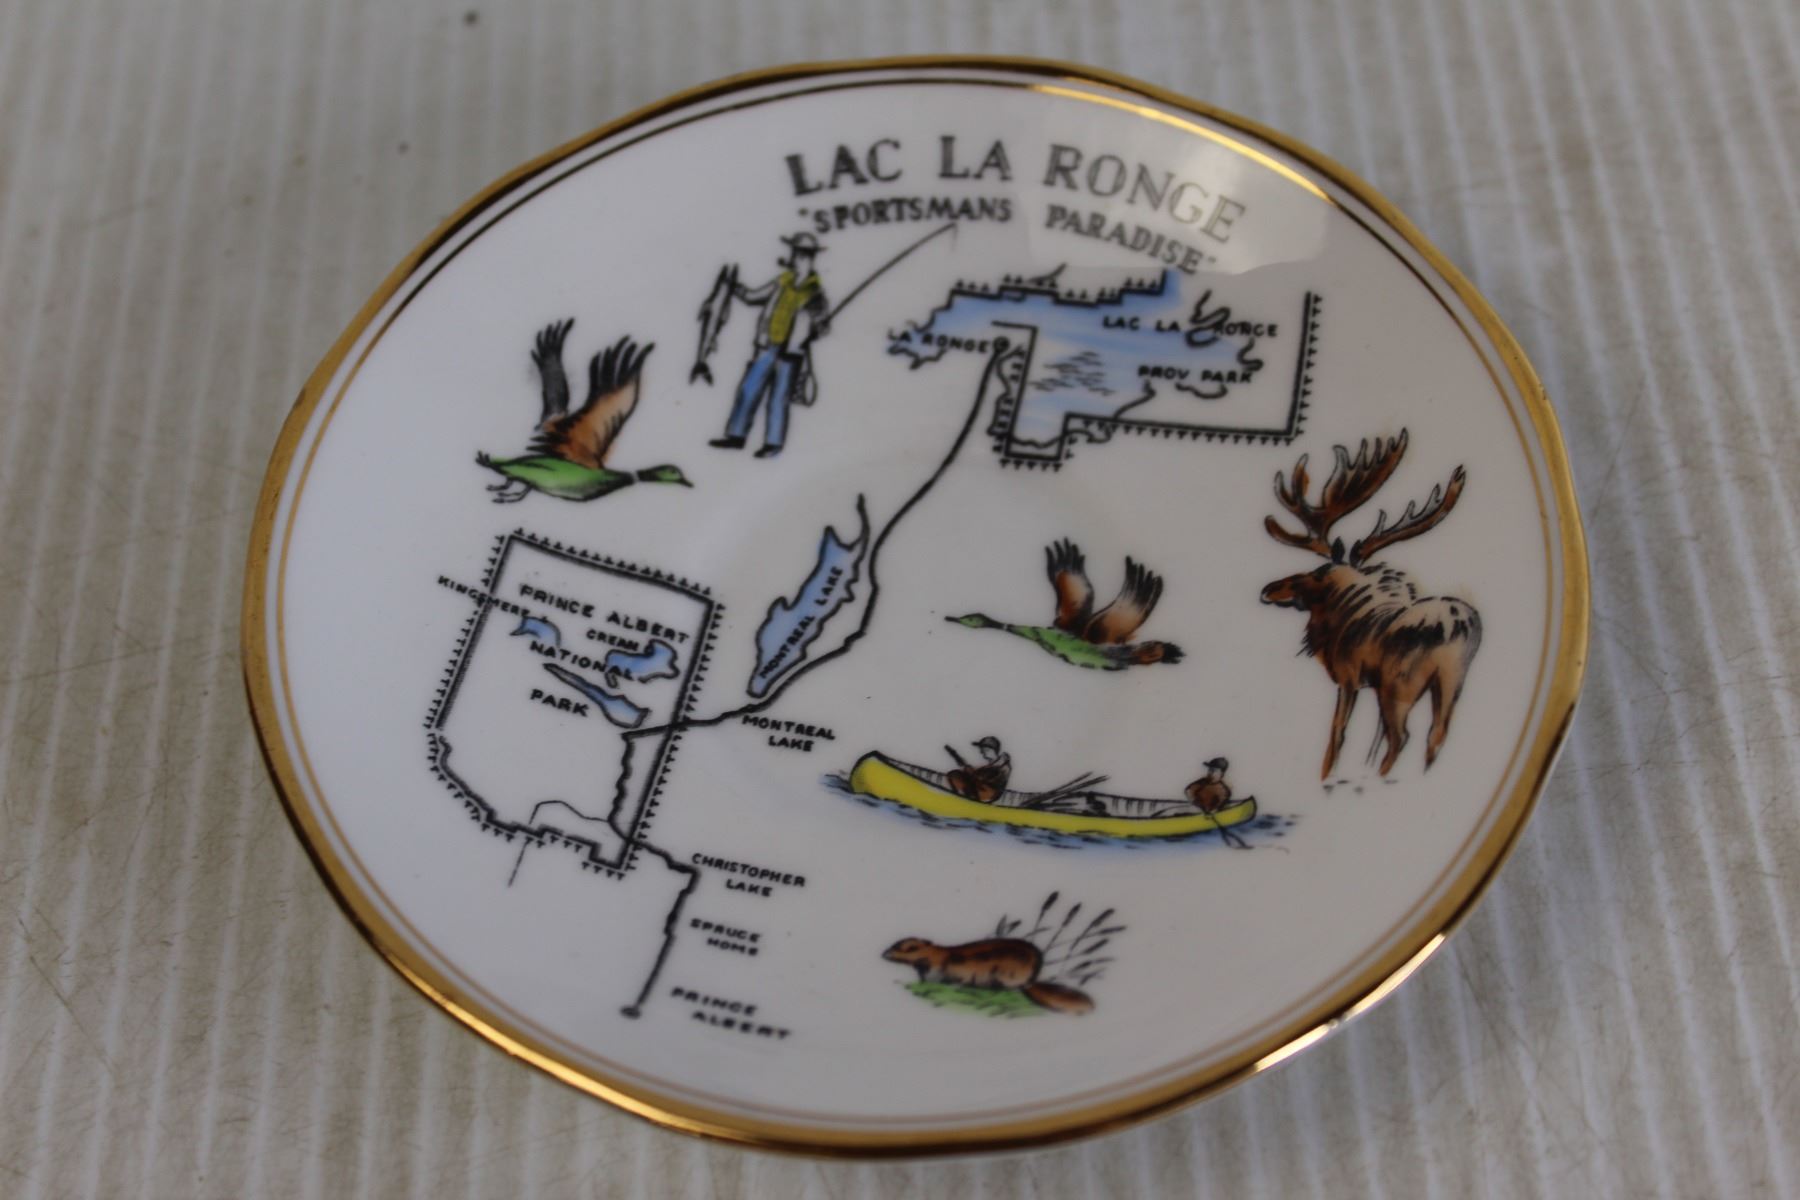 LAC LA RONGE
"SPORTSMANS PARADISE"
LA RONGE
LAC LA RONGE
PROV PARK
MONTREAL LAKE
KINGSMERE
PRINCE ALBERT
CREAN
NATIONAL
PARK
MONTREAL
LAKE
CHRISTOPHER
LAKE
SPRUCE
HOME
PRINCE
ALBERT